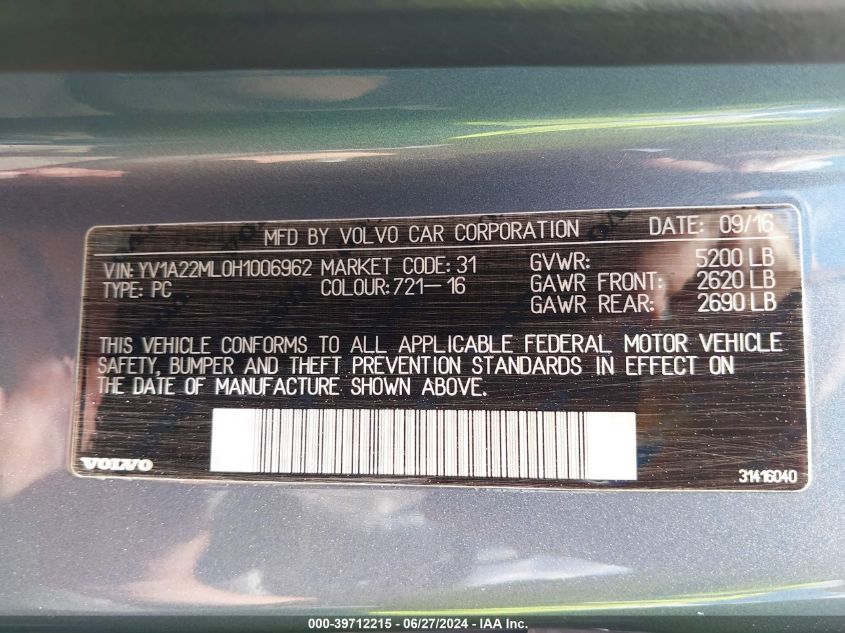 MFD BY VOLVO CAR CORPORATION DATE: 09/16
VIN: YV1A22ML0H1006962 MARKET CODE: 31 GVWR: 5200 LB
TYPE: PC COLOUR: 721-16 GAWR FRONT: 2620 LB
GAWR REAR: 2690 LB
THIS VEHICLE CONFORMS TO ALL APPLICABLE FEDERAL MOTOR VEHICLE
SAFETY, BUMPER AND THEFT PREVENTION STANDARDS IN EFFECT ON
THE DATE OF MANUFACTURE SHOWN ABOVE.
VOLVO 31416040
000-39712215 - 06/27/2024 - IAA Inc.